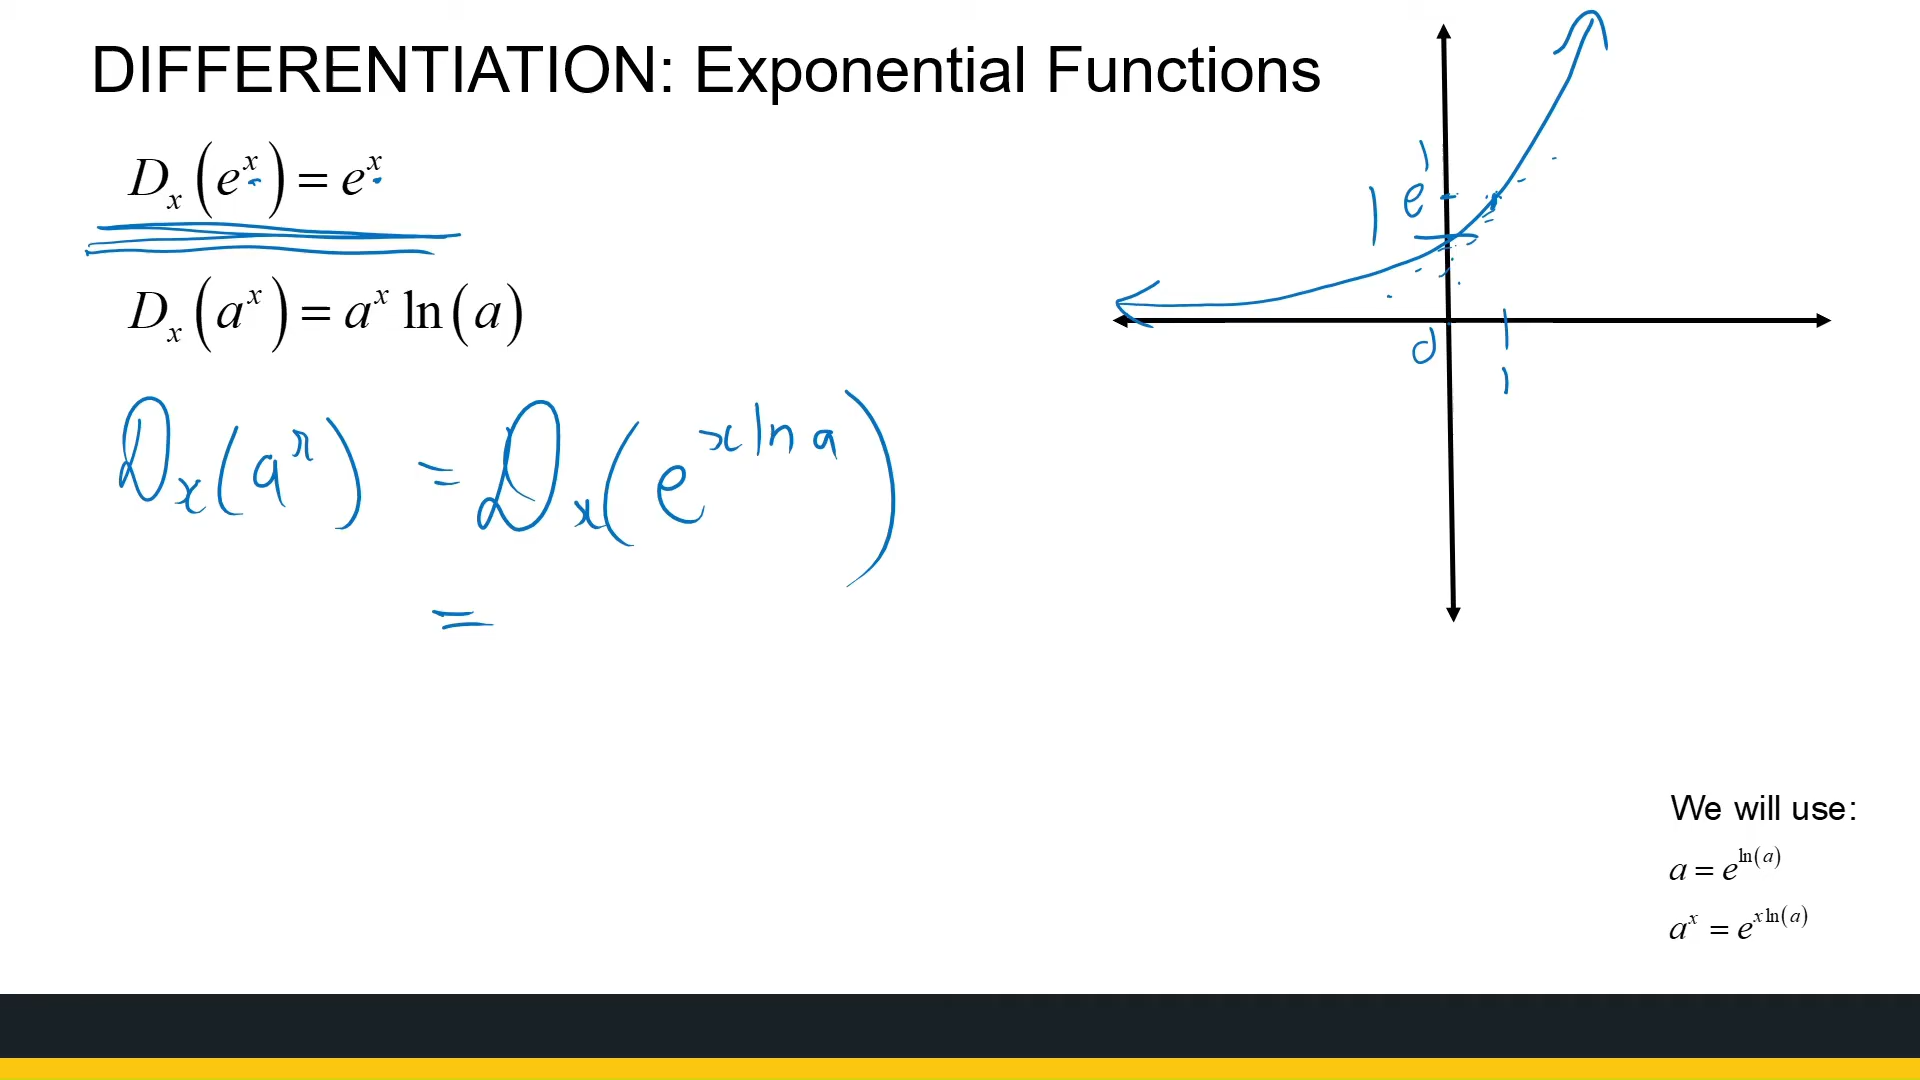 DIFFERENTIATION: Exponential Functions
Dₓ(eˣ) = eˣ
Dₓ(aˣ) = aˣ ln(a)
Dₓ(aˣ) = Dₓ(e^{x ln a})
=
1
e¹
0
1
We will use:
a = e^{ln(a)}
aˣ = e^{x ln(a)}